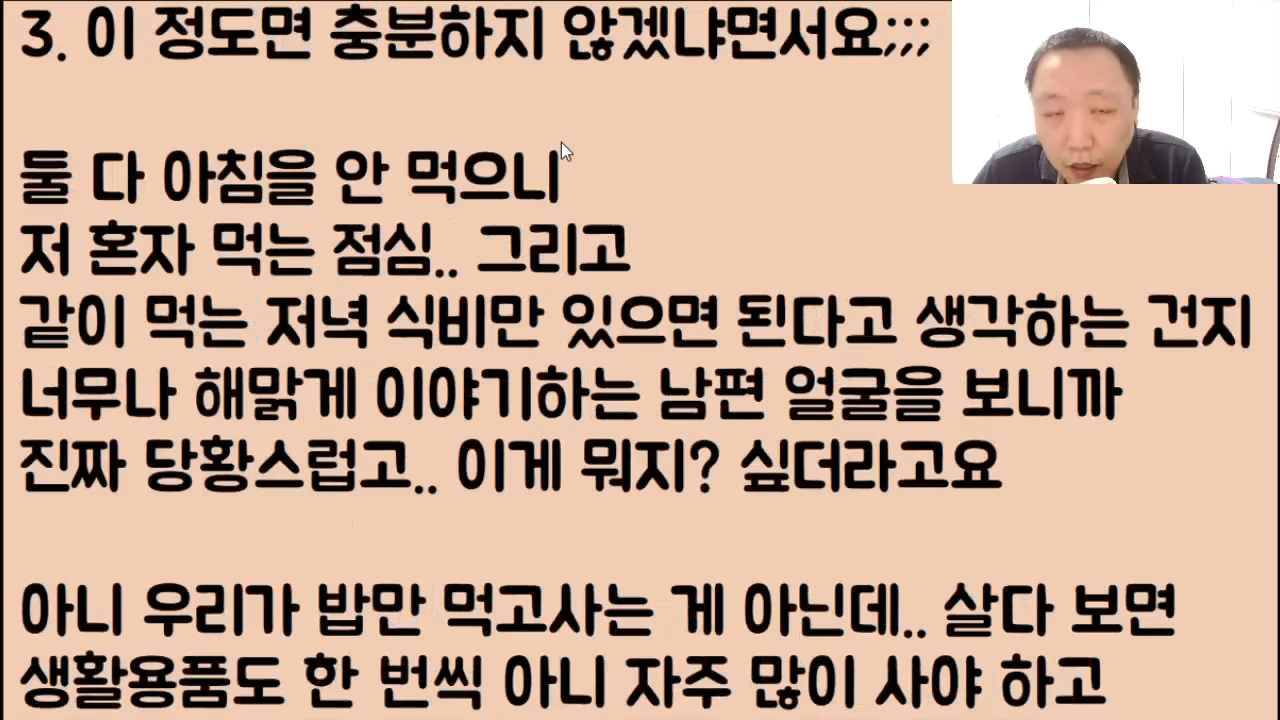 3. 이 정도면 충분하지 않겠냐면서요;;;
둘 다 아침을 안 먹으니
저 혼자 먹는 점심.. 그리고
같이 먹는 저녁 식비만 있으면 된다고 생각하는 건지
너무나 해맑게 이야기하는 남편 얼굴을 보니까
진짜 당황스럽고.. 이게 뭐지? 싶더라고요
아니 우리가 밥만 먹고사는 게 아닌데.. 살다 보면
생활용품도 한 번씩 아니 자주 많이 사야 하고